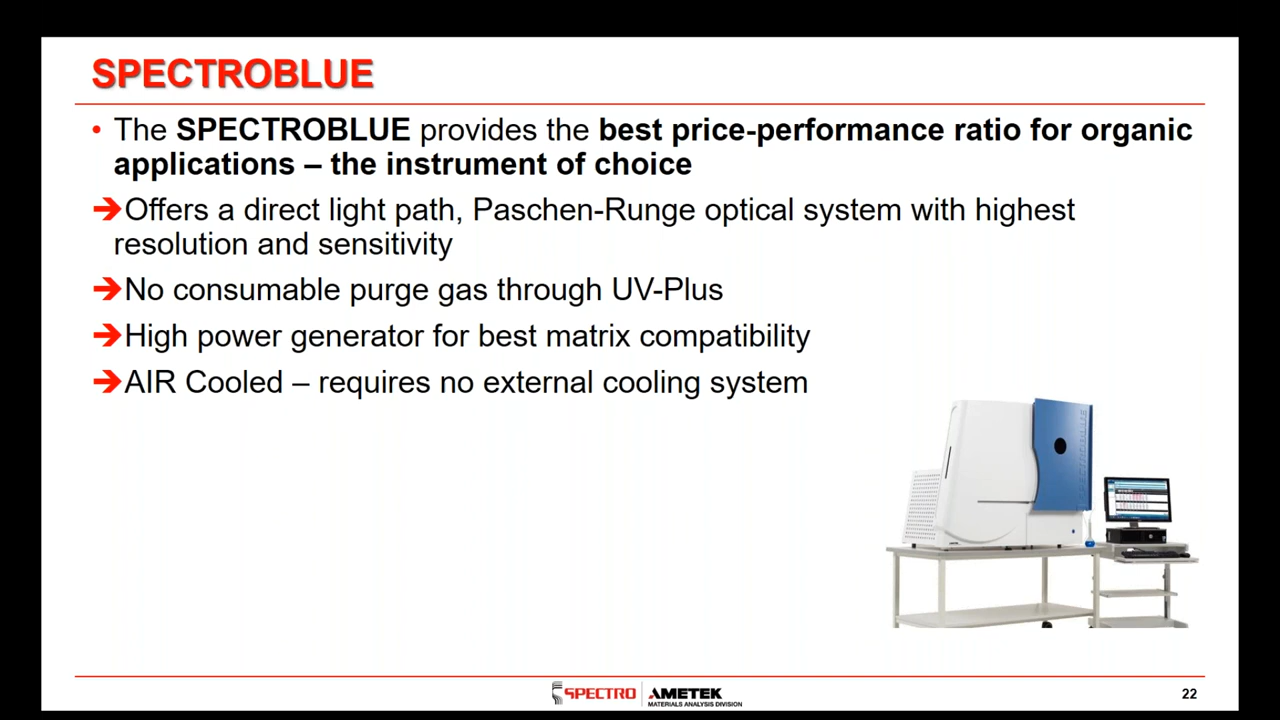 SPECTROBLUE
• The SPECTROBLUE provides the best price-performance ratio for organic
applications – the instrument of choice
➔Offers a direct light path, Paschen-Runge optical system with highest
resolution and sensitivity
➔No consumable purge gas through UV-Plus
➔High power generator for best matrix compatibility
➔AIR Cooled – requires no external cooling system
SPECTRO
AMETEK
MATERIALS ANALYSIS DIVISION
22